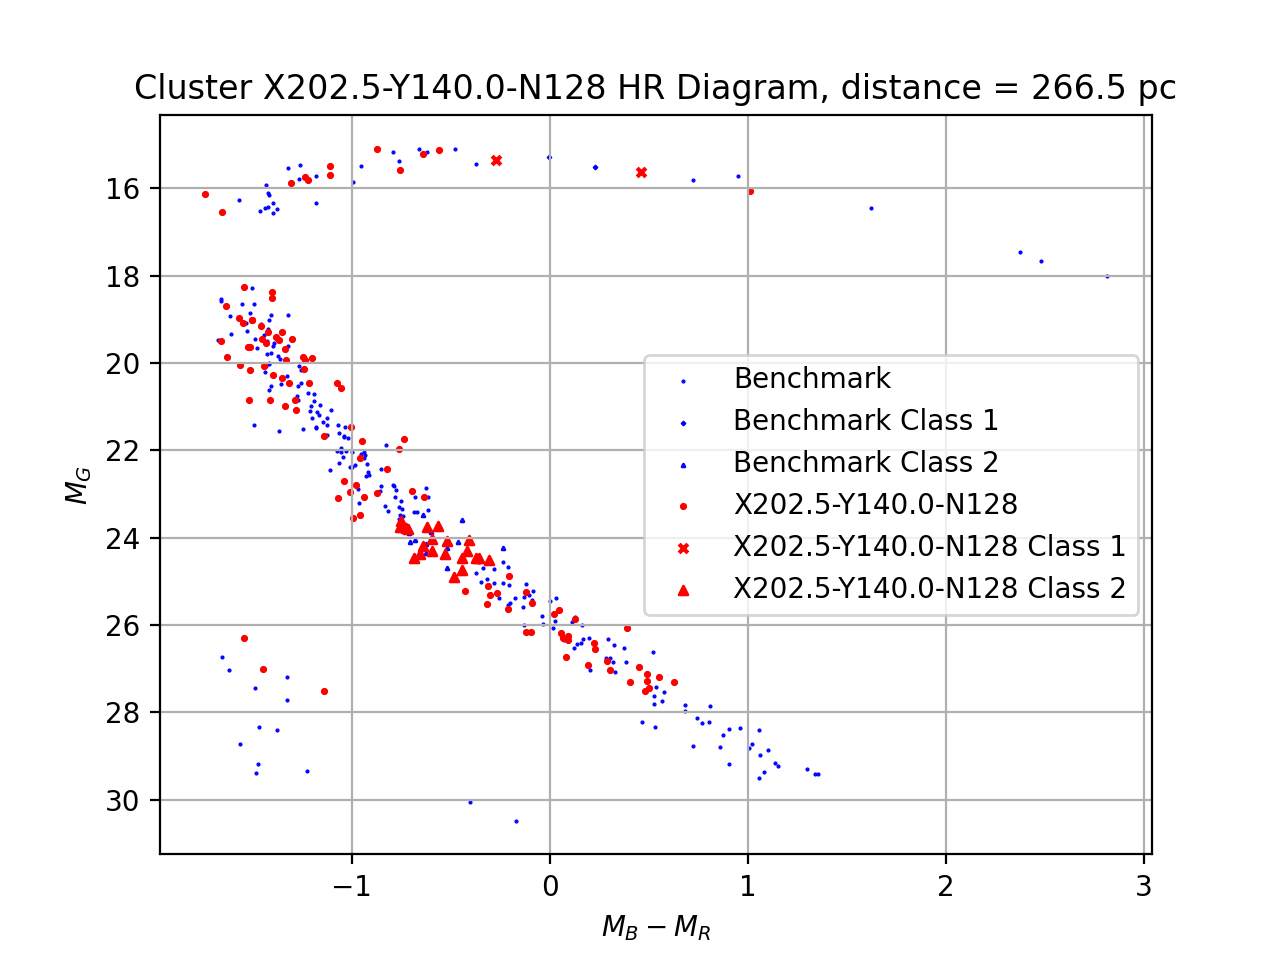 Cluster X202.5-Y140.0-N128 HR Diagram, distance = 266.5 pc
16
18
20
22
24
26
28
30
M_G
Benchmark
Benchmark Class 1
Benchmark Class 2
X202.5-Y140.0-N128
X202.5-Y140.0-N128 Class 1
X202.5-Y140.0-N128 Class 2
−1 0 1 2 3
M_B − M_R